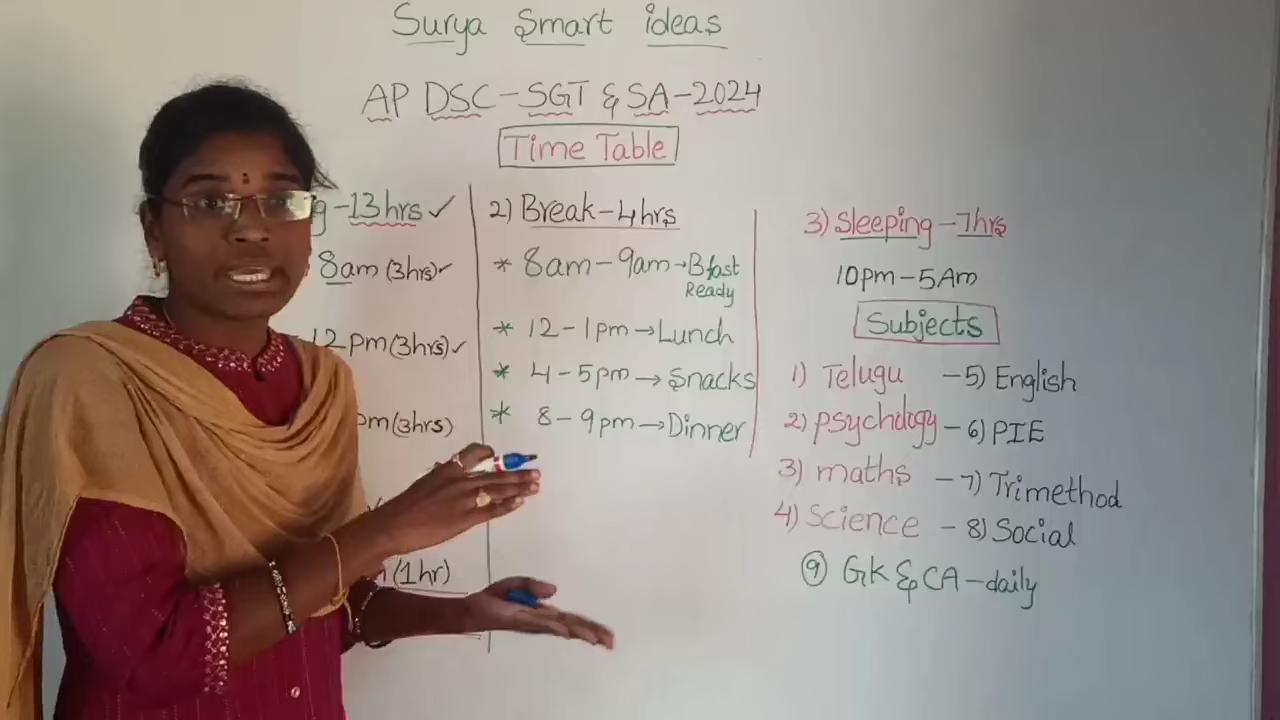 Surya Smart ideas
AP DSC-SGT & SA-2024
Time Table
g -13 hrs ✓
8am (3hrs) ✓
12 pm (3hrs) ✓
pm (3hrs)
(1hr)
2) Break-4hrs
* 8am - 9am → Bfast
Ready
* 12 - 1pm → Lunch
* 4 - 5pm → Snacks
* 8 - 9pm → Dinner
3) Sleeping - 7hrs
10pm - 5Am
Subjects
1) Telugu - 5) English
2) psychology - 6) PIE
3) maths - 7) Trimethod
4) Science - 8) Social
9 GK & CA - daily